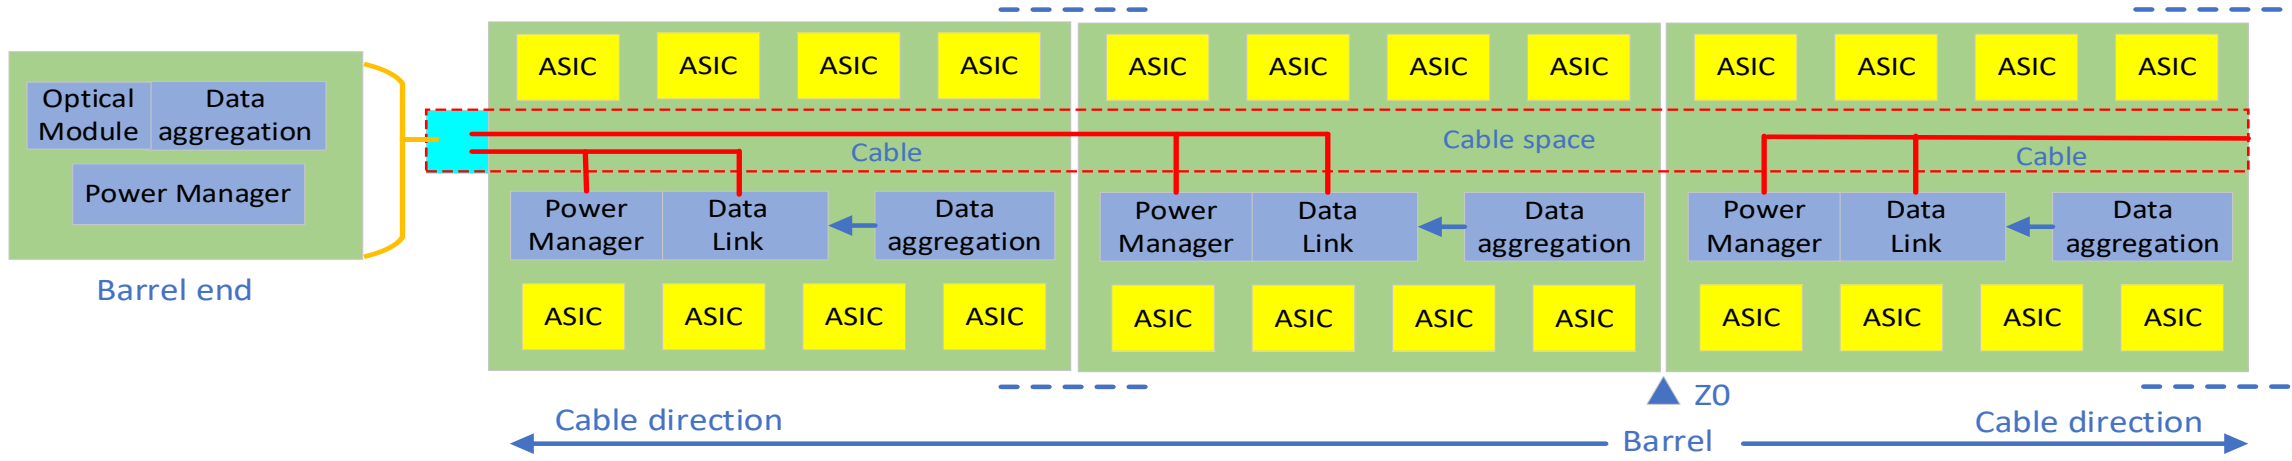 Optical
Module
Data
aggregation
Power Manager
Barrel end
ASIC
ASIC
ASIC
ASIC
ASIC
ASIC
ASIC
ASIC
ASIC
ASIC
ASIC
ASIC
Cable
Cable space
Cable
Power
Manager
Data
Link
Data
aggregation
Power
Manager
Data
Link
Data
aggregation
Power
Manager
Data
Link
Data
aggregation
ASIC
ASIC
ASIC
ASIC
ASIC
ASIC
ASIC
ASIC
ASIC
ASIC
ASIC
ASIC
Z0
Cable direction
Barrel
Cable direction